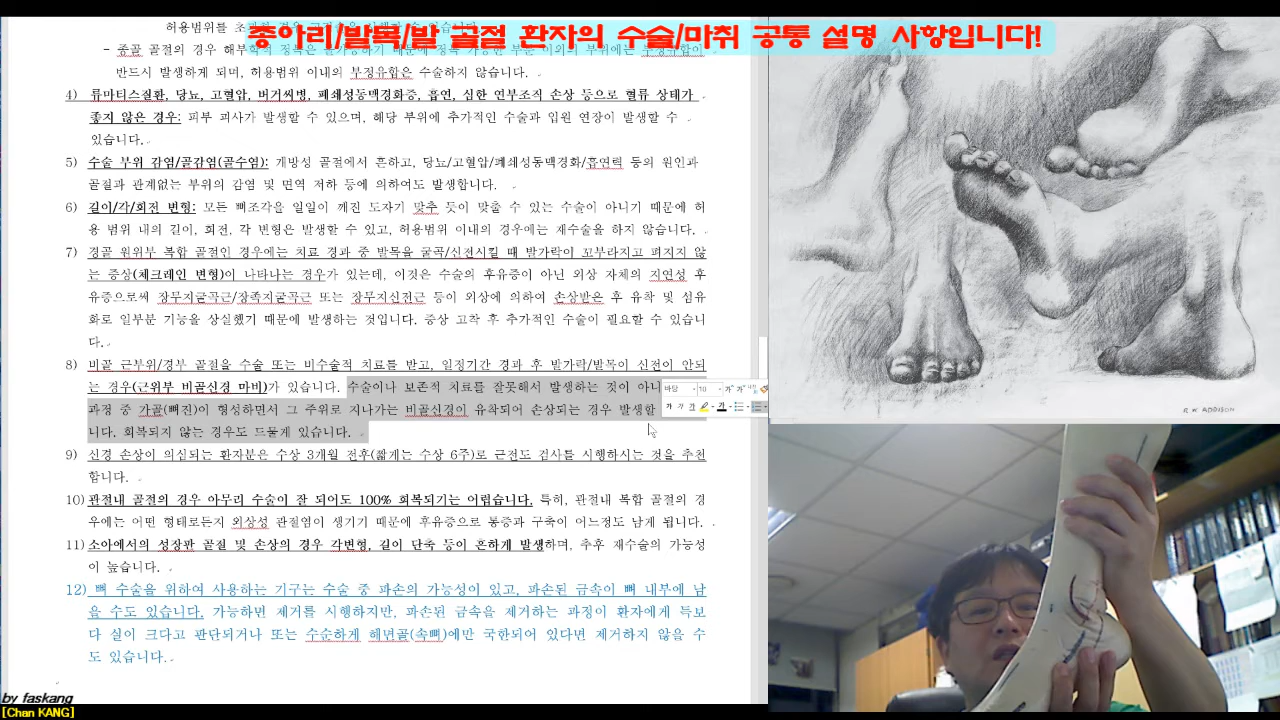 종아리/발목/발 골절 환자의 수술/마취 공통 설명 사항입니다!
허용범위를 초
- 종골 골절의 경우 해부
반드시 발생하게 되며, 허용범위 이내의 부정유합은 수술하지 않습니다.
4) 류마티스질환, 당뇨, 고혈압, 버거씨병, 폐쇄성동맥경화증, 흡연, 심한 연부조직 손상 등으로 혈류 상태가
좋지 않은 경우: 피부 괴사가 발생할 수 있으며, 해당 부위에 추가적인 수술과 입원 연장이 발생할 수
있습니다.
5) 수술 부위 감염/골감염(골수염): 개방성 골절에서 흔하고, 당뇨/고혈압/폐쇄성동맥경화/흡연력 등의 원인과
골절과 관계없는 부위의 감염 및 면역 저하 등에 의하여도 발생합니다.
6) 길이/각/회전 변형: 모든 뼈조각을 일일이 깨진 도자기 맞추 듯이 맞출 수 있는 수술이 아니기 때문에 허
용 범위 내의 길이, 회전, 각 변형은 발생할 수 있고, 허용범위 이내의 경우에는 재수술을 하지 않습니다.
7) 경골 원위부 복합 골절인 경우에는 치료 경과 중 발목을 굴곡/신전시킬 때 발가락이 꼬부라지고 펴지지 않
는 증상(체크레인 변형)이 나타나는 경우가 있는데, 이것은 수술의 후유증이 아닌 외상 자체의 지연성 후
유증으로써 장무지굴곡근/장족지굴곡근 또는 장무지신전근 등이 외상에 의하여 손상받은 후 유착 및 섬유
화로 일부분 기능을 상실했기 때문에 발생하는 것입니다. 증상 고착 후 추가적인 수술이 필요할 수 있습니
다.
8) 비골 근부위/경부 골절을 수술 또는 비수술적 치료를 받고, 일정기간 경과 후 발가락/발목이 신전이 안되
는 경우(근위부 비골신경 마비)가 있습니다. 수술이나 보존적 치료를 잘못해서 발생하는 것이 아니
과정 중 가골(뼈진)이 형성하면서 그 주위로 지나가는 비골신경이 되어 손상되는 경우 발생할
니다. 회복되지 않는 경우도 드물게 있습니다.
9) 신경 손상이 의심되는 환자분은 수상 3개월 전후(짧게는 수상 6주)로 근전도 검사를 시행하시는 것을 추천
합니다.
10) 관절내 골절의 경우 아무리 수술이 잘 되어도 100% 회복되기는 어렵습니다. 특히, 관절내 복합 골절의 경
우에는 어떤 형태로든지 외상성 관절염이 생기기 때문에 후유증으로 통증과 구축이 어느정도 남게 됩니다.
11) 소아에서의 성장판 골절 및 손상의 경우 각변형, 길이 단축 등이 흔하게 발생하며, 추후 재수술의 가능성
이 높습니다.
12) 뼈 수술을 위하여 사용하는 기구는 수술 중 파손의 가능성이 있고, 파손된 금속이 뼈 내부에 남
을 수도 있습니다. 가능하면 제거를 시행하지만, 파손된 금속을 제거하는 과정이 환자에게 득보
다 실이 크다고 판단되거나 또는 수순하게 해면골(속뼈)에만 국한되어 있다면 제거하지 않을 수
도 있습니다.
바탕 10 가 가
가 가 가 가
R. W. ADDISON
by faskang
[Chan KANG]